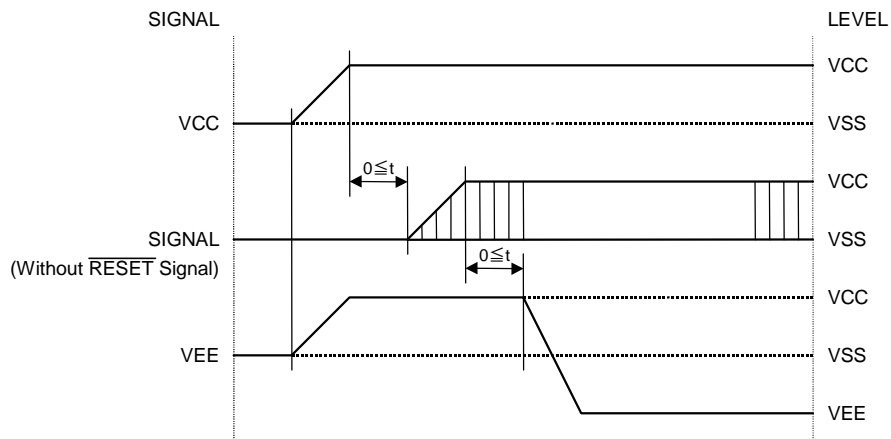 SIGNAL LEVEL
VCC
VCC VSS
0≦t
VCC
SIGNAL VSS
(Without RESET Signal)
0≦t
VCC
VEE VSS
VEE